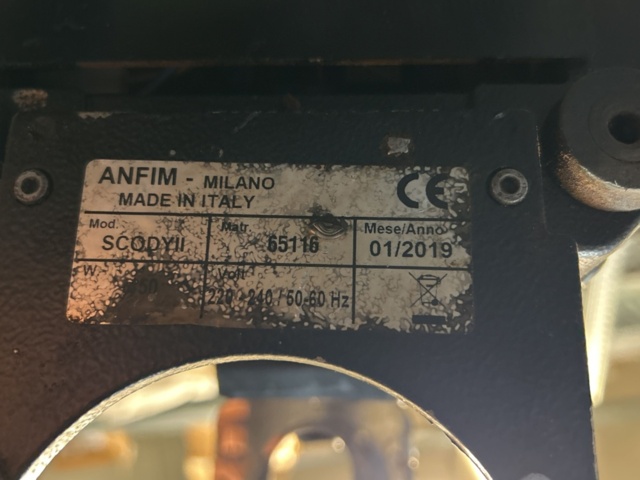 ANFIM - MILANO
MADE IN ITALY
CE
Mod. Matr. Mese/Anno
SCODYII 65116 01/2019
W Volt
220 - 240 / 50-60 Hz